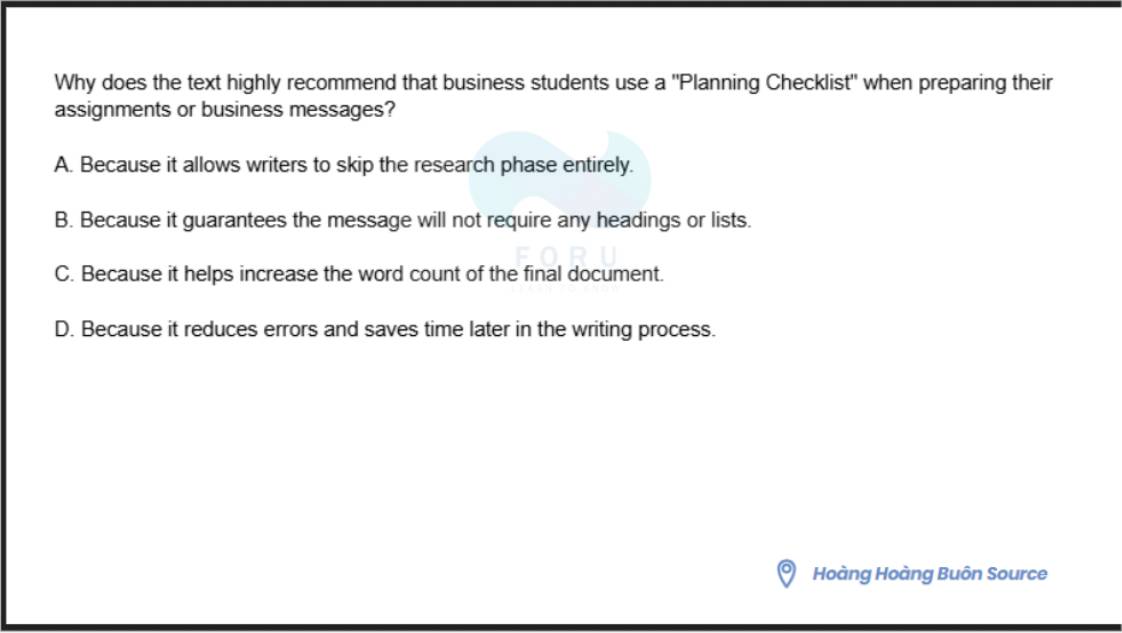 Why does the text highly recommend that business students use a "Planning Checklist" when preparing their
assignments or business messages?
A. Because it allows writers to skip the research phase entirely.
B. Because it guarantees the message will not require any headings or lists.
FORU
C. Because it helps increase the word count of the final document.
D. Because it reduces errors and saves time later in the writing process.
Hoàng Hoàng Buôn Source